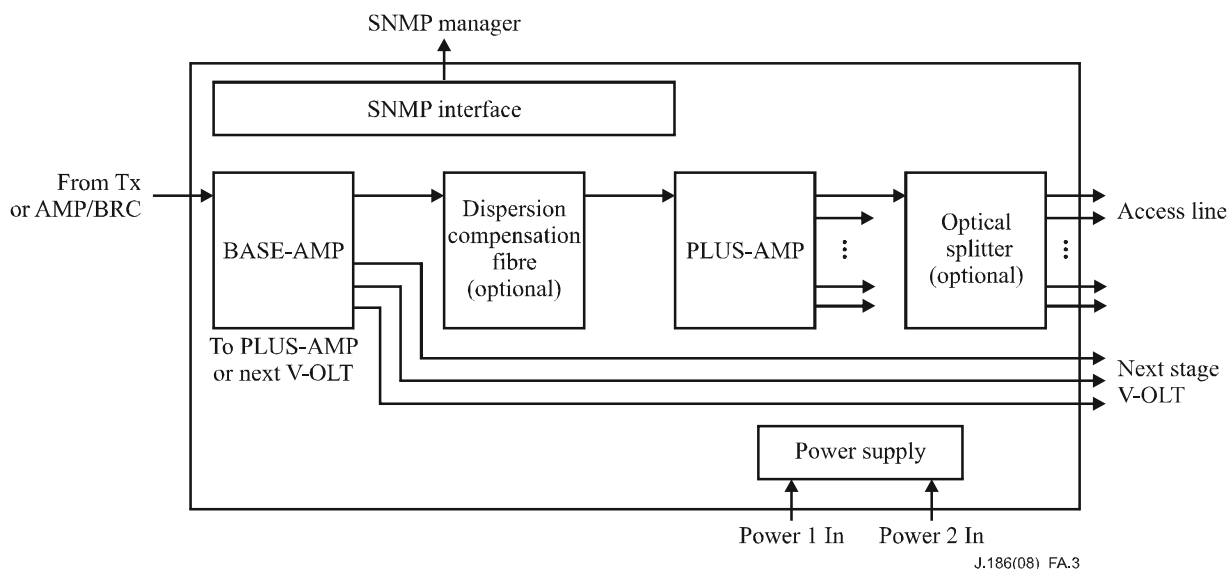 SNMP manager
SNMP interface
From Tx
or AMP/BRC
BASE-AMP
Dispersion
compensation
fibre
(optional)
PLUS-AMP
Optical
splitter
(optional)
Access line
To PLUS-AMP
or next V-OLT
Next stage
V-OLT
Power supply
Power 1 In
Power 2 In
J.186(08)_FA.3